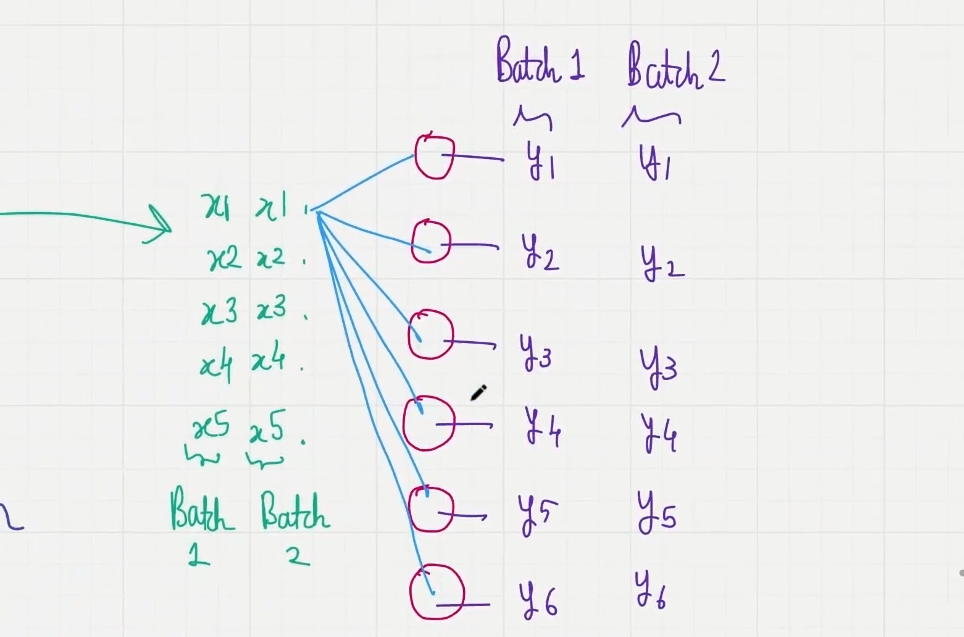 Batch 1 Batch 2
y1 y1
x1 x1
x2 x2
y2 y2
x3 x3
y3 y3
x4 x4
x5 x5
y4 y4
Batch Batch
1 2
y5 y5
y6 y6